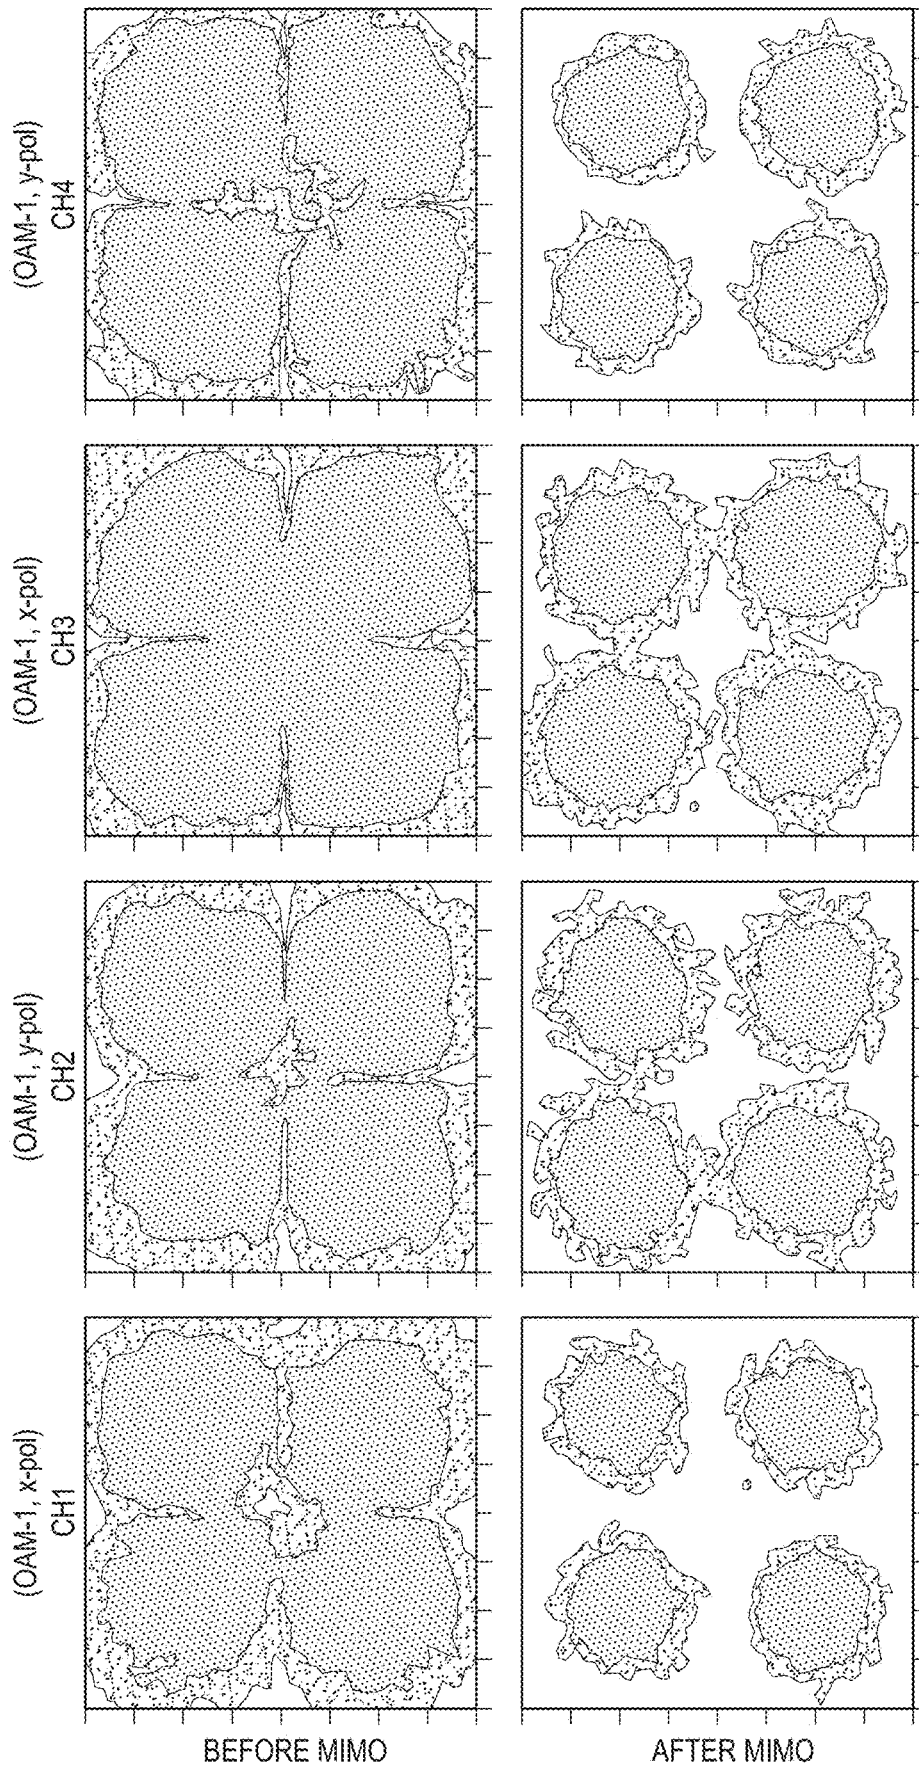 (OAM-1, x-pol)
CH1
(OAM-1, y-pol)
CH2
(OAM-1, x-pol)
CH3
(OAM-1, y-pol)
CH4
BEFORE MIMO
AFTER MIMO